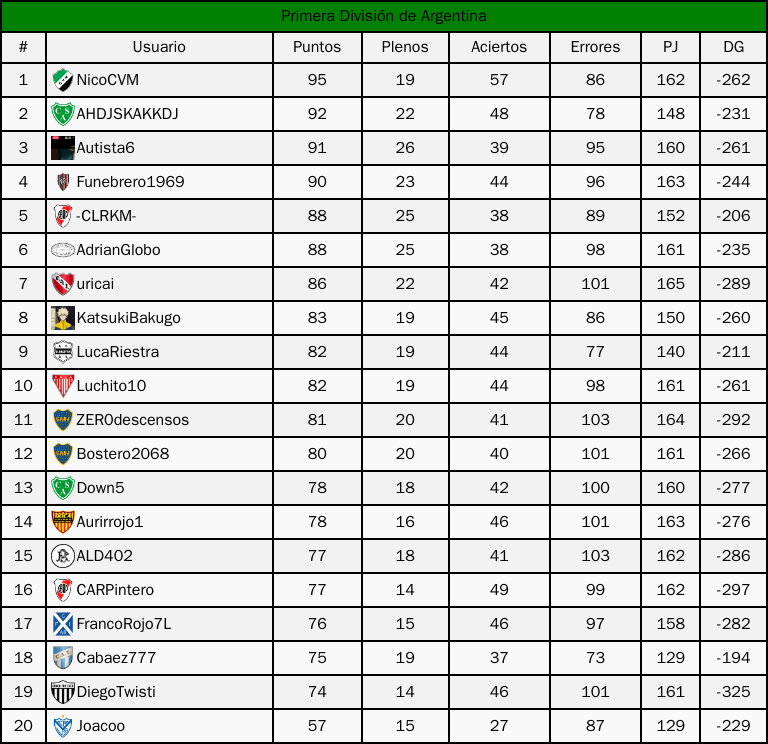 Primera División de Argentina
# Usuario Puntos Plenos Aciertos Errores PJ DG
1 NicoCVM 95 19 57 86 162 -262
2 AHDJSKAKKDJ 92 22 48 78 148 -231
3 Autista6 91 26 39 95 160 -261
4 Funebrero1969 90 23 44 96 163 -244
5 -CLRKM- 88 25 38 89 152 -206
6 AdrianGlobo 88 25 38 98 161 -235
7 uricai 86 22 42 101 165 -289
8 KatsukiBakugo 83 19 45 86 150 -260
9 LucaRiestra 82 19 44 77 140 -211
10 Luchito10 82 19 44 98 161 -261
11 ZER0descensos 81 20 41 103 164 -292
12 Bostero2068 80 20 40 101 161 -266
13 Down5 78 18 42 100 160 -277
14 Aurirrojo1 78 16 46 101 163 -276
15 ALD402 77 18 41 103 162 -286
16 CARPintero 77 14 49 99 162 -297
17 FrancoRojo7L 76 15 46 97 158 -282
18 Cabaez777 75 19 37 73 129 -194
19 DiegoTwisti 74 14 46 101 161 -325
20 Joacoo 57 15 27 87 129 -229